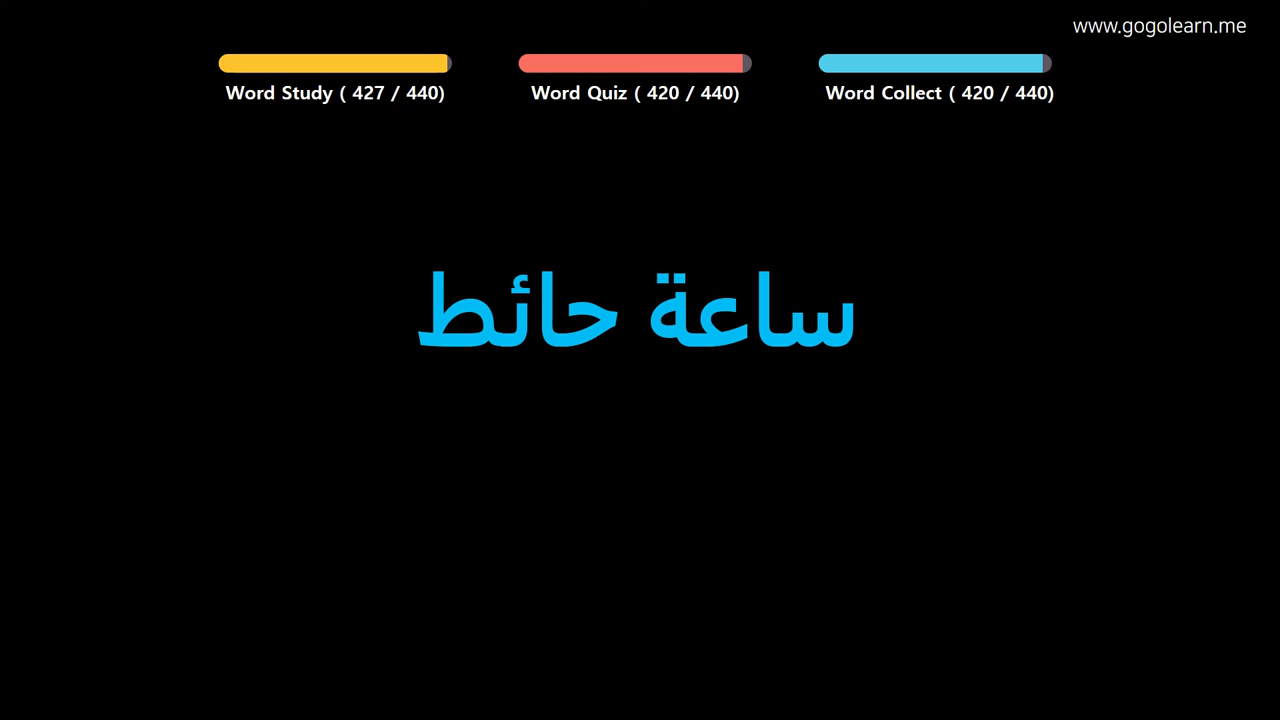 www.gogolearn.me
Word Study ( 427 / 440)
Word Quiz ( 420 / 440)
Word Collect ( 420 / 440)
ساعة حائط